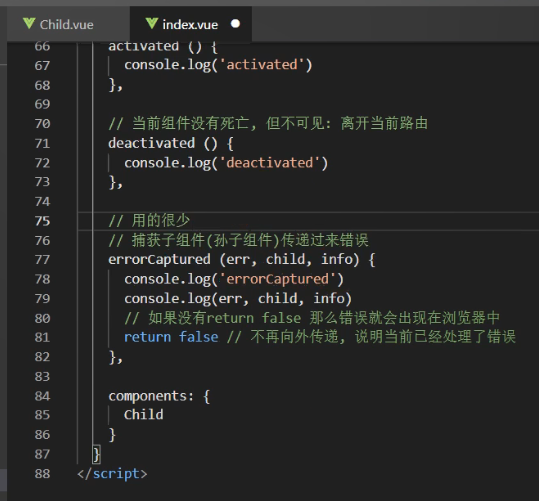 Child.vue index.vue
66 activated () {
67 console.log('activated')
68 },
69
70 // 当前组件没有死亡, 但不可见: 离开当前路由
71 deactivated () {
72 console.log('deactivated')
73 },
74
75 // 用的很少
76 // 捕获子组件(孙子组件)传递过来错误
77 errorCaptured (err, child, info) {
78 console.log('errorCaptured')
79 console.log(err, child, info)
80 // 如果没有return false 那么错误就会出现在浏览器中
81 return false // 不再向外传递, 说明当前已经处理了错误
82 },
83
84 components: {
85 Child
86 }
87 }
88 </script>